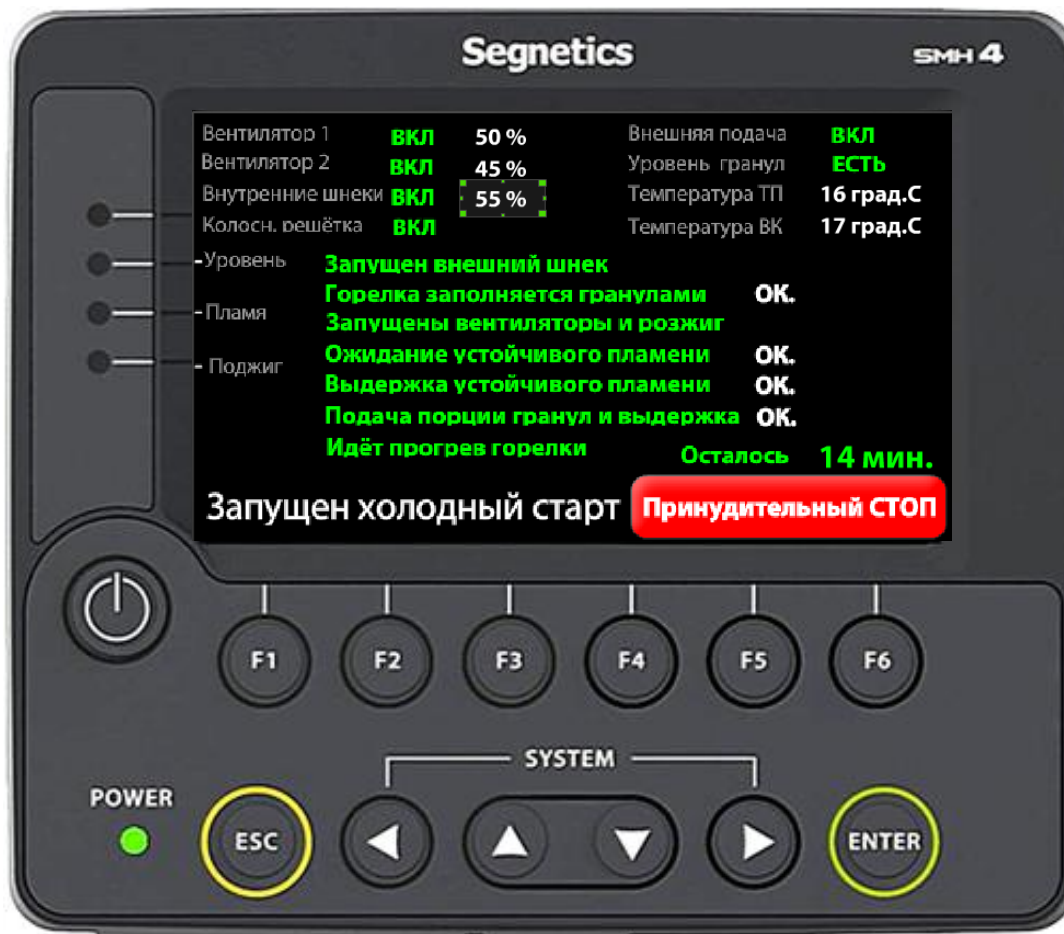 Segnetics
SMH 4
Вентилятор 1 ВКЛ 50 % Внешняя подача ВКЛ
Вентилятор 2 ВКЛ 45 % Уровень гранул ЕСТЬ
Внутренние шнеки ВКЛ 55 % Температура ТП 16 град.С
Колосн. решётка ВКЛ Температура ВК 17 град.С
-Уровень Запущен внешний шнек
Горелка заполняется гранулами ОК.
- Пламя Запущены вентиляторы и розжиг
Ожидание устойчивого пламени ОК.
- Поджиг
Выдержка устойчивого пламени ОК.
Подача порции гранул и выдержка ОК.
Идёт прогрев горелки Осталось 14 мин.
Запущен холодный старт Принудительный СТОП
F1 F2 F3 F4 F5 F6
SYSTEM
POWER
ESC ENTER